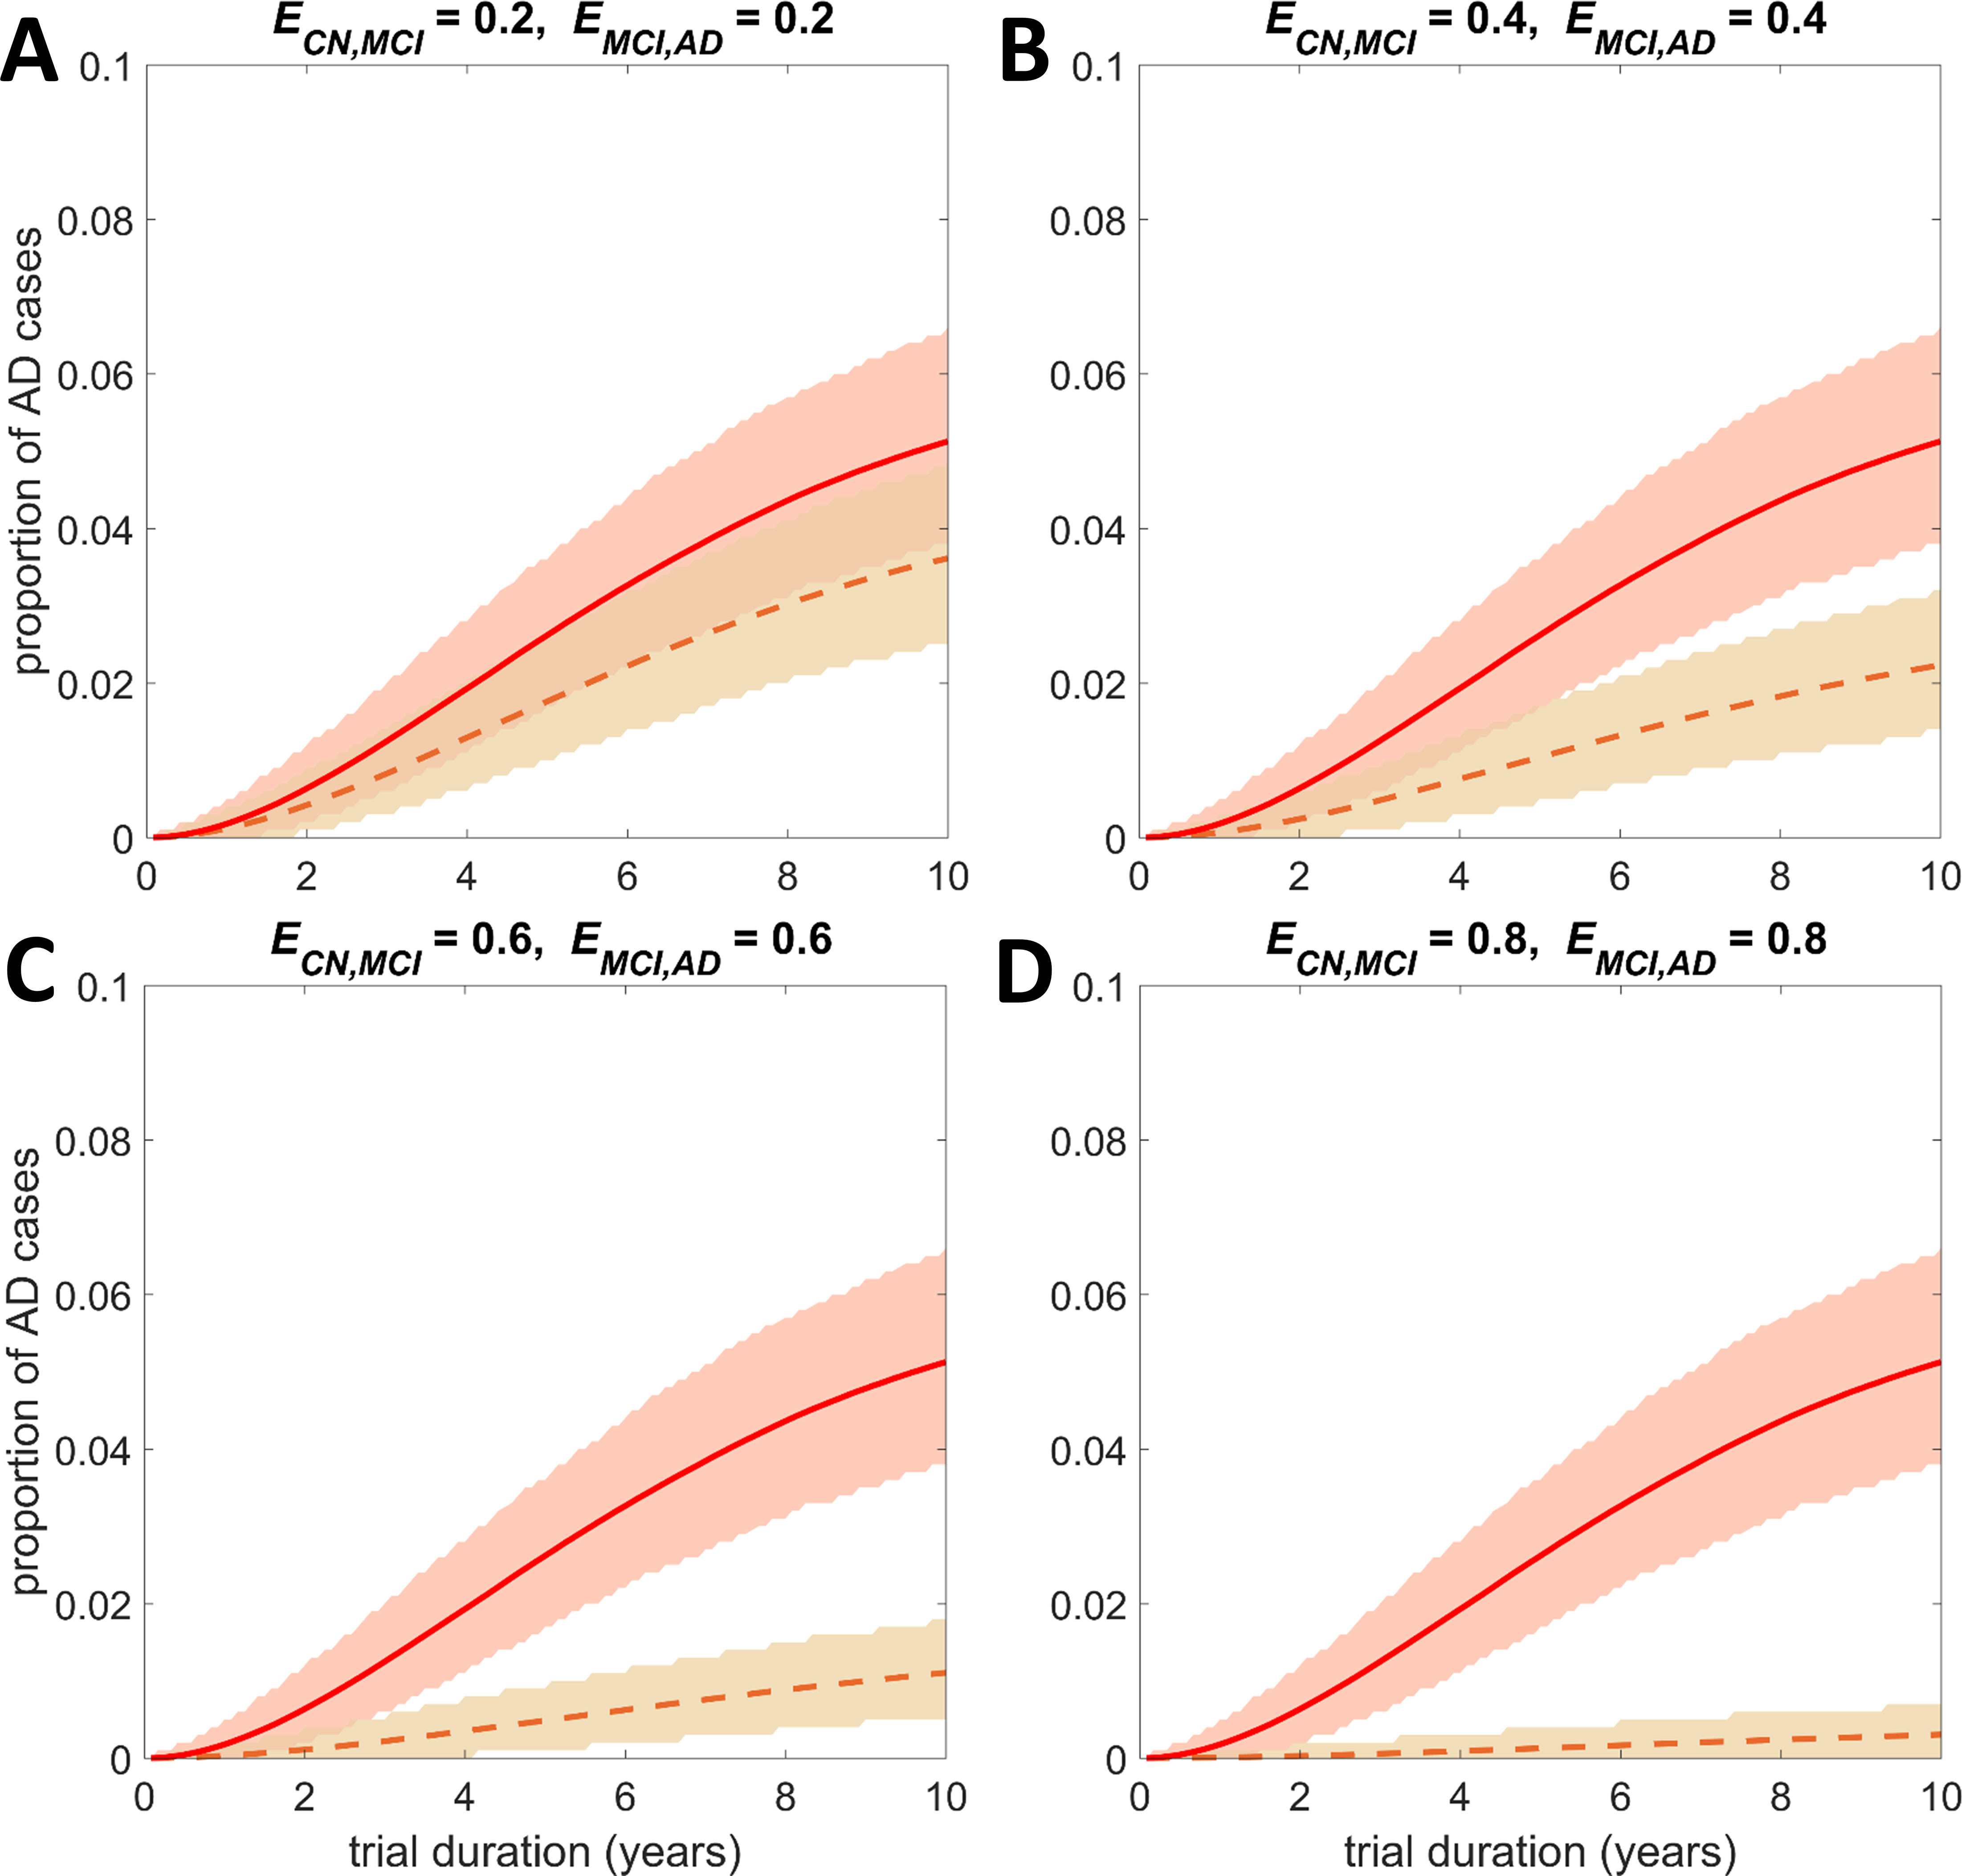 A
E_CN,MCI = 0.2, E_MCI,AD = 0.2
0.1
0.08
0.06
0.04
0.02
0
proportion of AD cases
0 2 4 6 8 10
B
E_CN,MCI = 0.4, E_MCI,AD = 0.4
0.1
0.08
0.06
0.04
0.02
0
0 2 4 6 8 10
C
E_CN,MCI = 0.6, E_MCI,AD = 0.6
0.1
0.08
0.06
0.04
0.02
0
proportion of AD cases
0 2 4 6 8 10
trial duration (years)
D
E_CN,MCI = 0.8, E_MCI,AD = 0.8
0.1
0.08
0.06
0.04
0.02
0
0 2 4 6 8 10
trial duration (years)